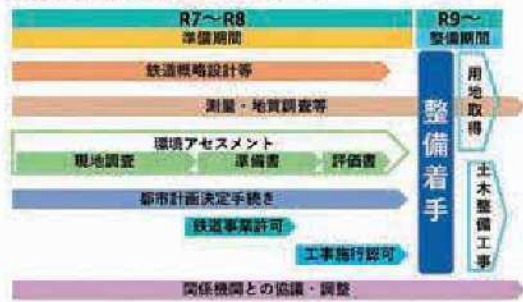 R7～R8
R9～
準備期間
整備期間
鉄道概略設計等
測量・地質調査等
環境アセスメント
現地調査
準備書
評価書
都市計画決定手続き
鉄道事業許可
工事施行認可
関係機関との協議・調整
整備着手
用地取得
土木整備工事